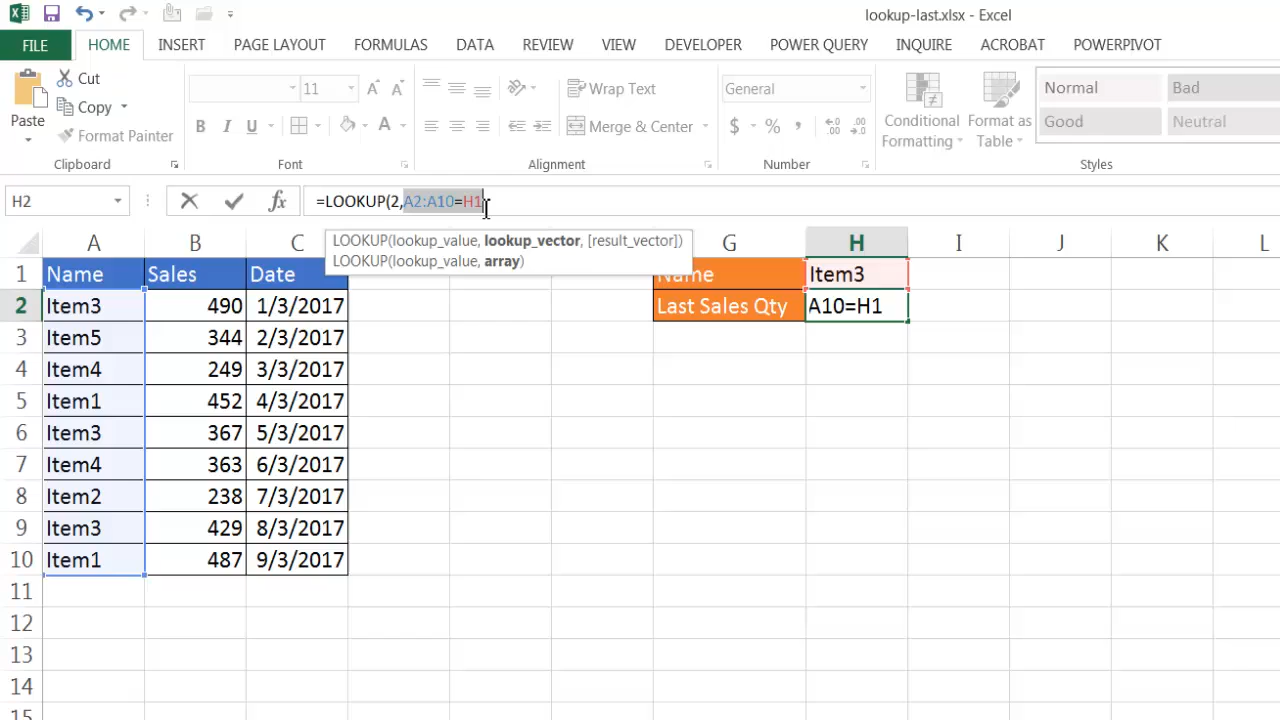 lookup-last.xlsx - Excel
FILE HOME INSERT PAGE LAYOUT FORMULAS DATA REVIEW VIEW DEVELOPER POWER QUERY INQUIRE ACROBAT POWERPIVOT
Paste
Cut
Copy
Format Painter
Clipboard
11
B I U A
Font
Wrap Text
Merge & Center
Alignment
General
$ %
Number
Conditional
Formatting
Format as
Table
Normal Bad
Good Neutral
Styles
H2 fx =LOOKUP(2,A2:A10=H1
LOOKUP(lookup_value, lookup_vector, [result_vector])
LOOKUP(lookup_value, array)
A B C G H I J K L
1 Name Sales Date Name Item3
2 Item3 490 1/3/2017 Last Sales Qty A10=H1
3 Item5 344 2/3/2017
4 Item4 249 3/3/2017
5 Item1 452 4/3/2017
6 Item3 367 5/3/2017
7 Item4 363 6/3/2017
8 Item2 238 7/3/2017
9 Item3 429 8/3/2017
10 Item1 487 9/3/2017
11
12
13
14
15